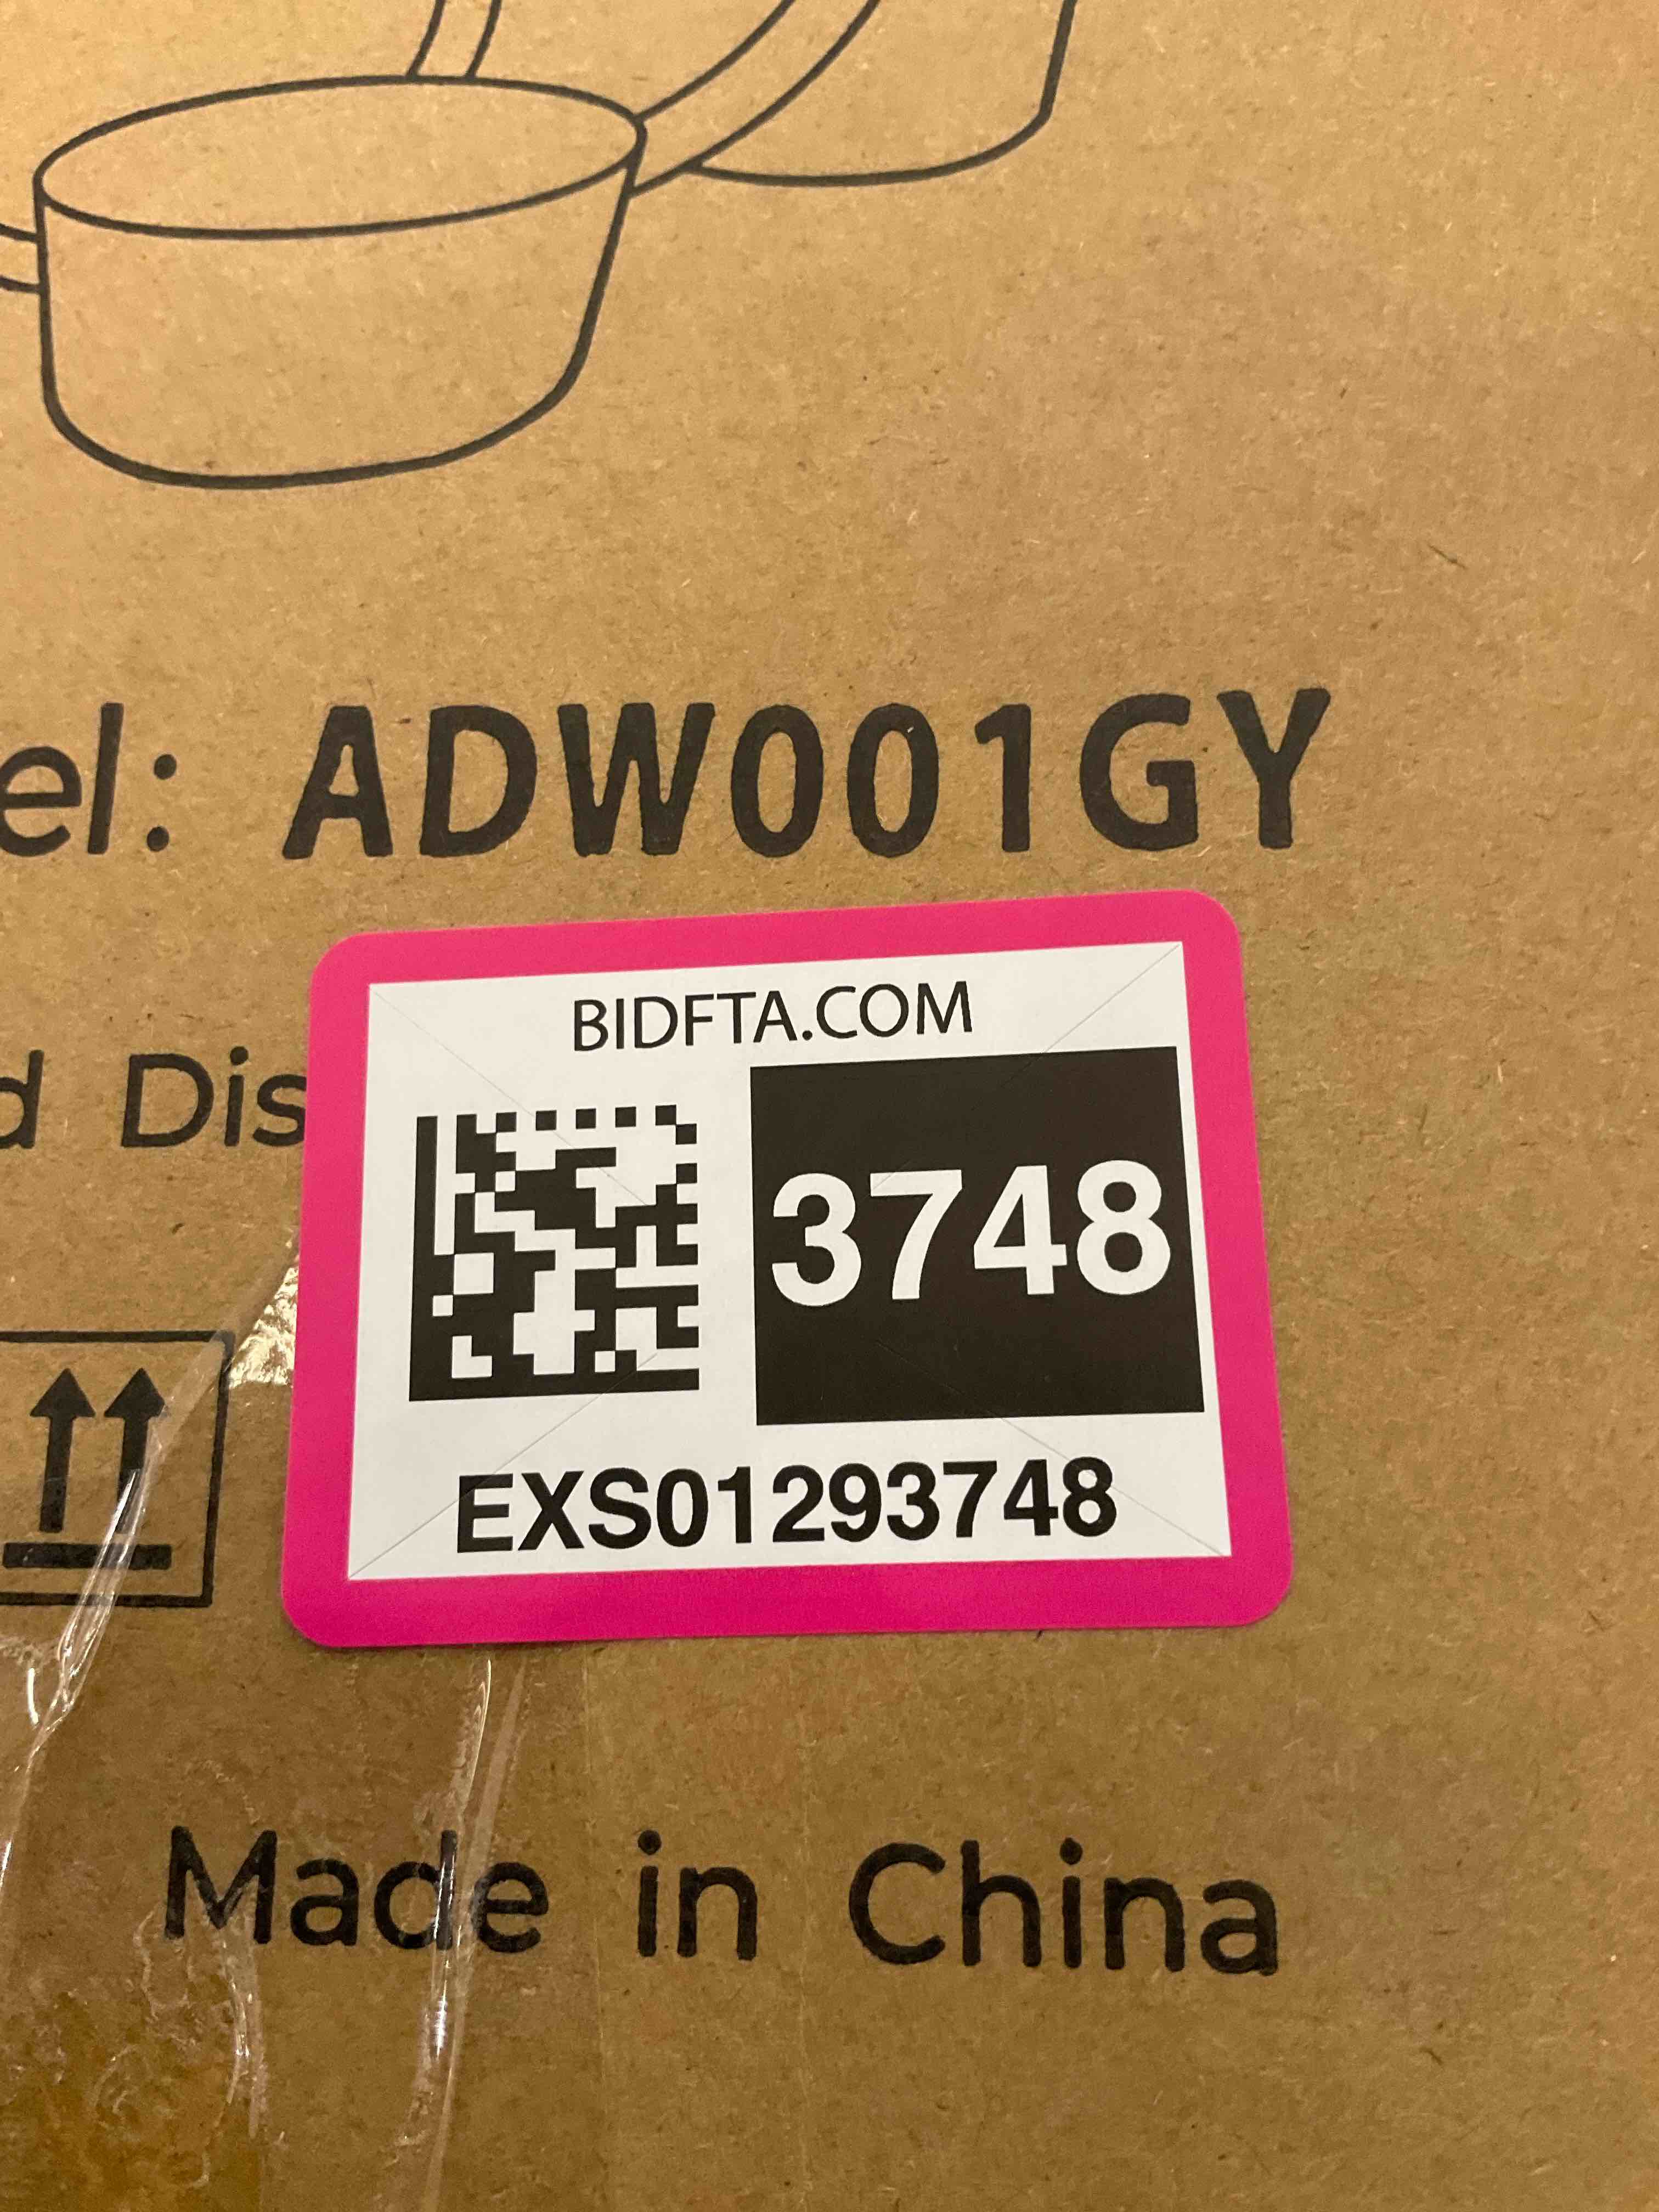 el: ADW001GY
BIDFTA.COM
d Dis
3748
EXS01293748
Made in China